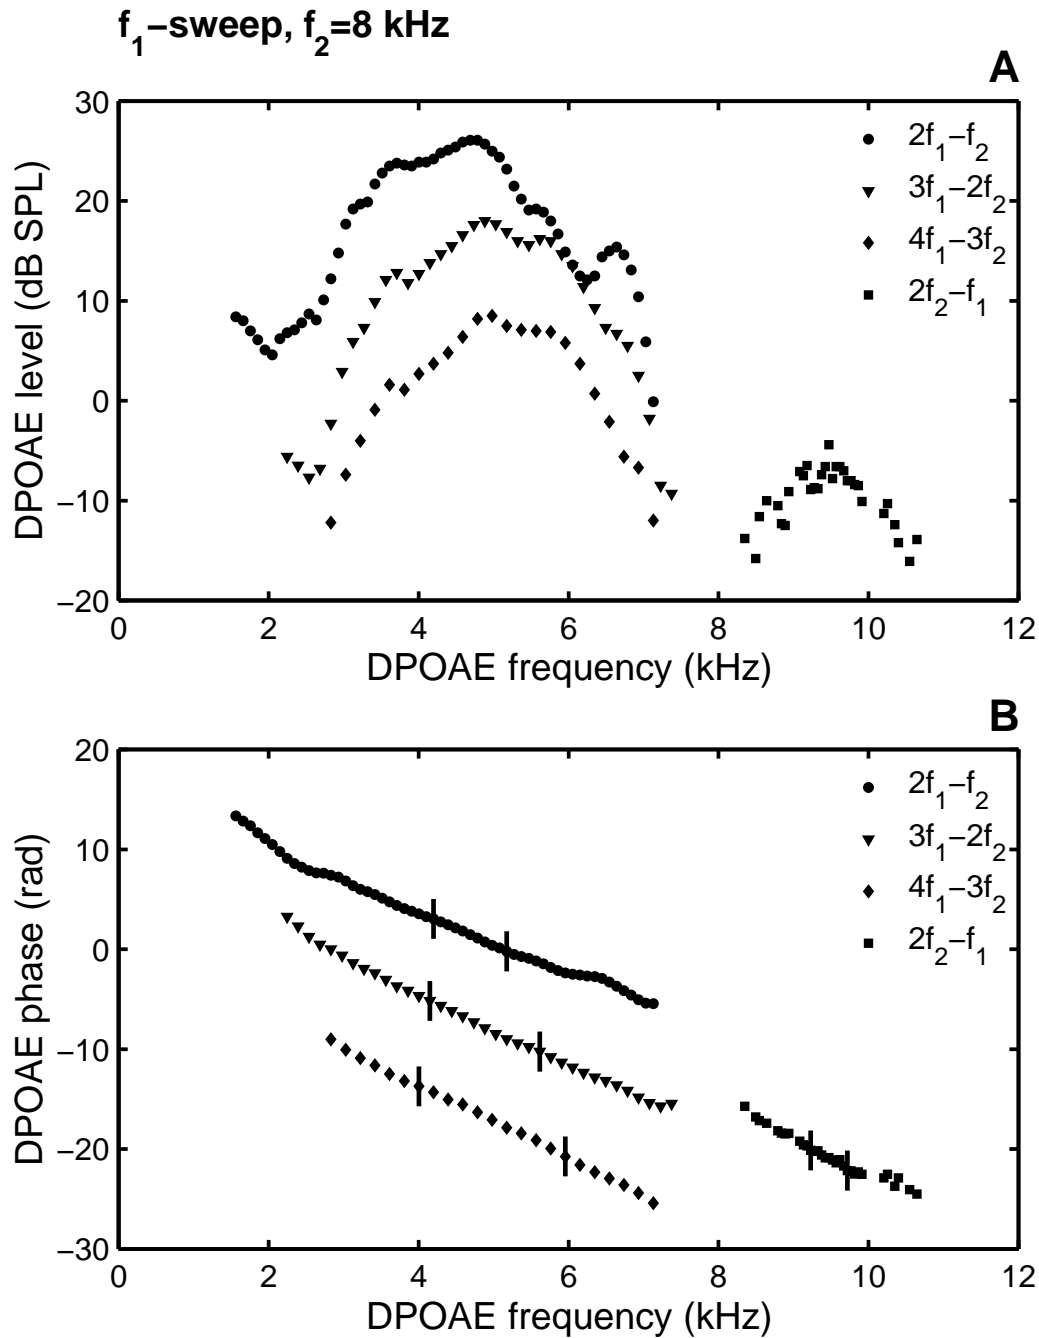 f1−sweep, f2=8 kHz
A
30
20
10
0
−10
−20
DPOAE level (dB SPL)
2f1−f2
3f1−2f2
4f1−3f2
2f2−f1
0 2 4 6 8 10 12
DPOAE frequency (kHz)
B
20
10
0
−10
−20
−30
DPOAE phase (rad)
2f1−f2
3f1−2f2
4f1−3f2
2f2−f1
0 2 4 6 8 10 12
DPOAE frequency (kHz)